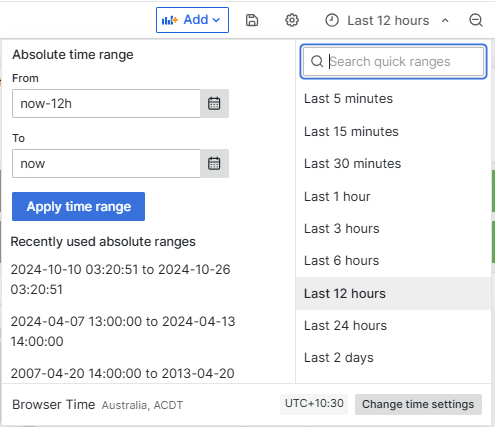 Add
Last 12 hours
Absolute time range
From
now-12h
To
now
Apply time range
Recently used absolute ranges
2024-10-10 03:20:51 to 2024-10-26
03:20:51
2024-04-07 13:00:00 to 2024-04-13
14:00:00
2007-04-20 14:00:00 to 2013-04-20
Search quick ranges
Last 5 minutes
Last 15 minutes
Last 30 minutes
Last 1 hour
Last 3 hours
Last 6 hours
Last 12 hours
Last 24 hours
Last 2 days
Browser Time Australia, ACDT
UTC+10:30
Change time settings